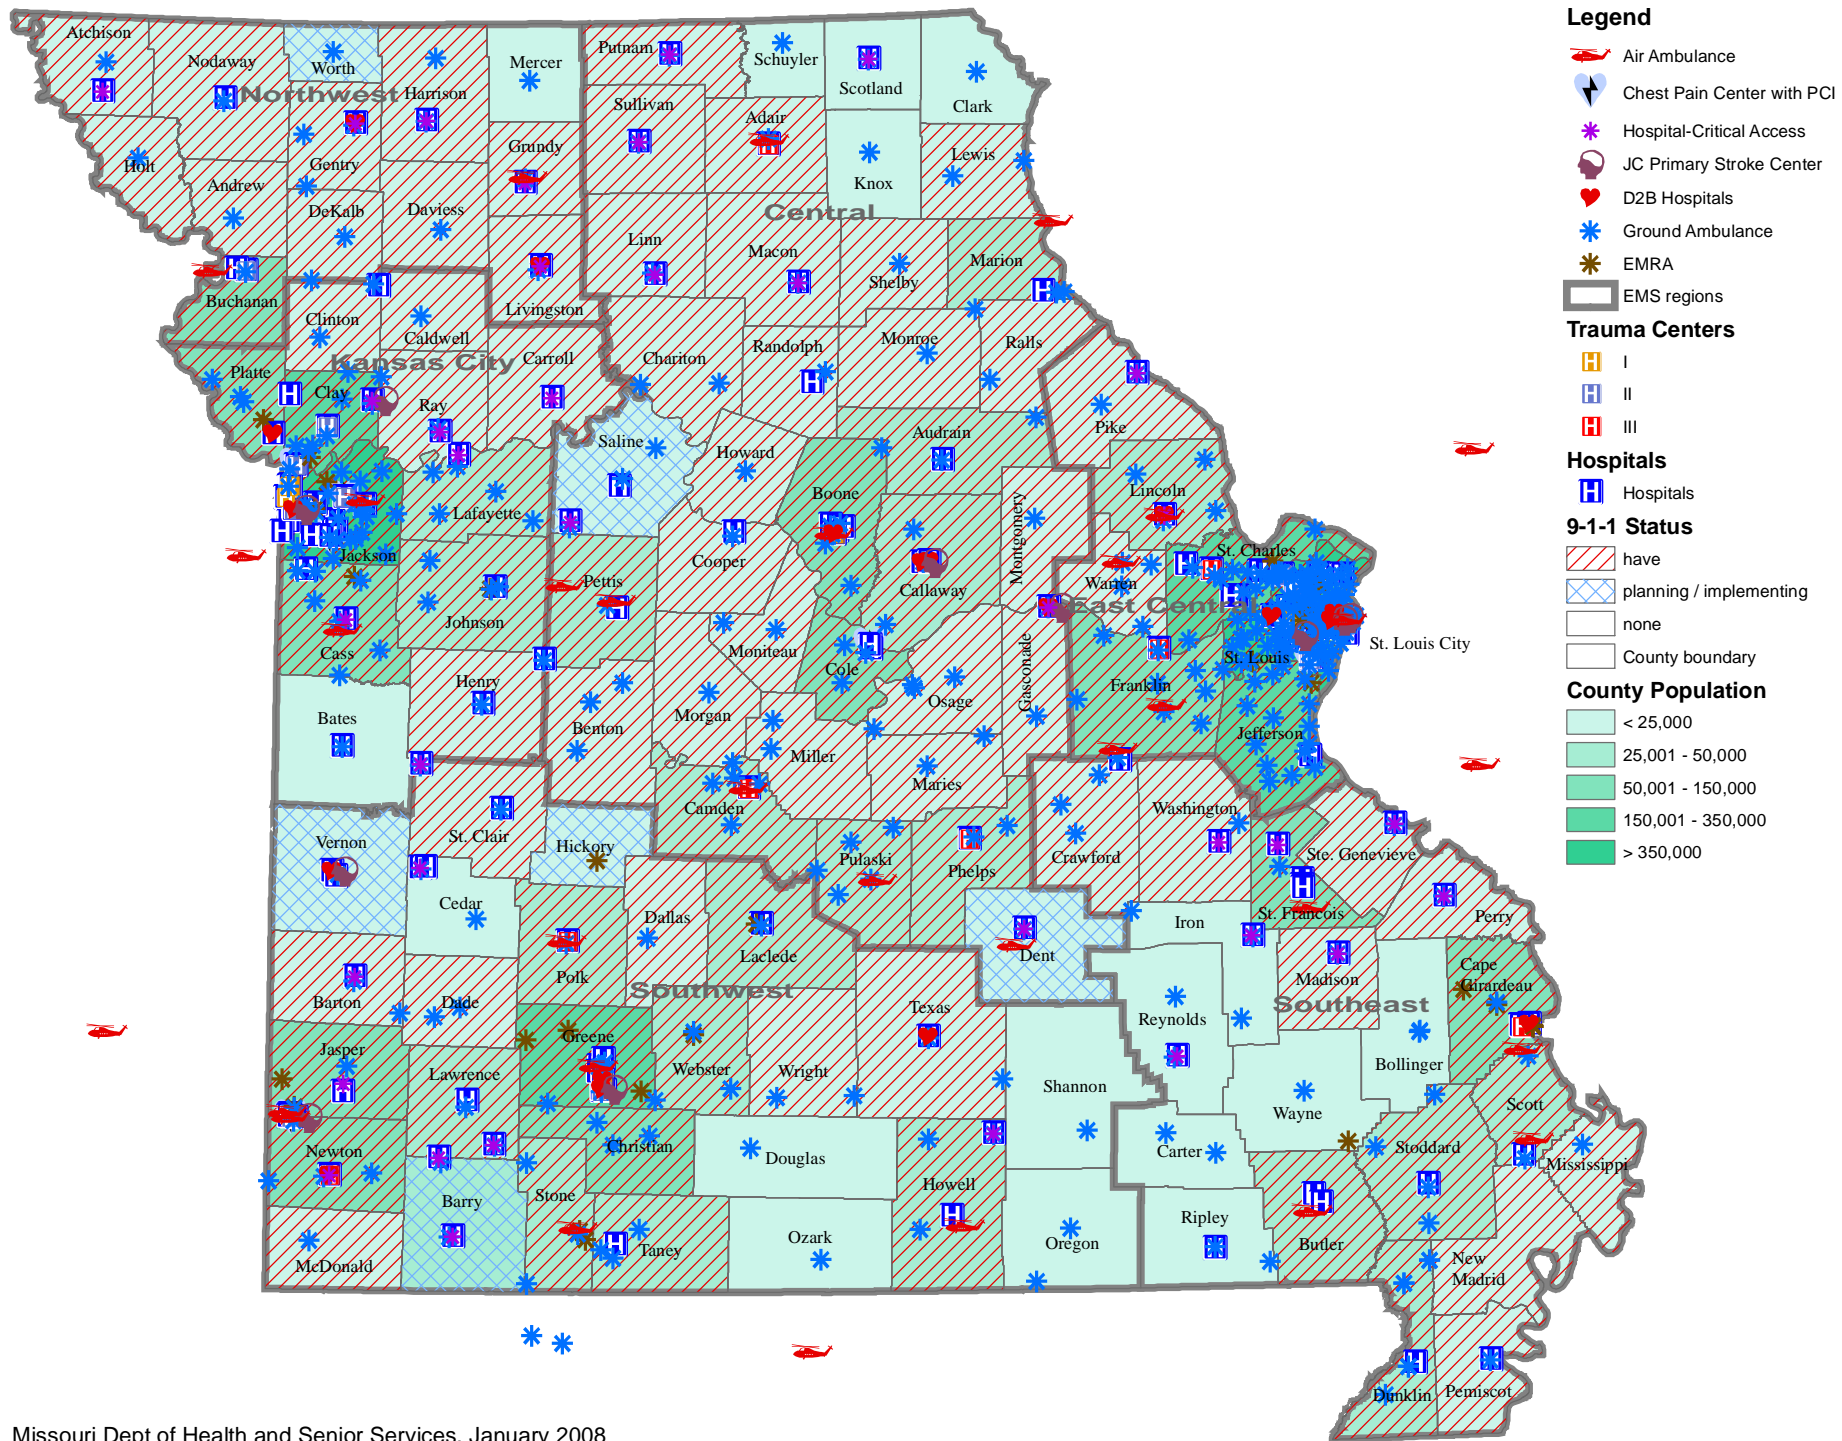 Legend
Air Ambulance
Chest Pain Center with PCI
Hospital-Critical Access
JC Primary Stroke Center
D2B Hospitals
Ground Ambulance
EMRA
EMS regions
Trauma Centers
I
II
III
Hospitals
Hospitals
9-1-1 Status
have
planning / implementing
none
County boundary
County Population
< 25,000
25,001 - 50,000
50,001 - 150,000
150,001 - 350,000
> 350,000
Atchison
Nodaway
Worth
Harrison
Mercer
Putnam
Schuyler
Scotland
Clark
Northwest
Sullivan
Adair
Holt
Gentry
Grundy
Knox
Lewis
Andrew
DeKalb
Daviess
Central
Linn
Macon
Shelby
Marion
Buchanan
Clinton
Caldwell
Livingston
Kansas City
Platte
Clay
Ray
Carroll
Chariton
Randolph
Monroe
Ralls
Pike
Saline
Howard
Boone
Audrain
Lincoln
Montgomery
Lafayette
Jackson
Cooper
Callaway
Warren
St. Charles
East Central
St. Louis
St. Louis City
Johnson
Pettis
Moniteau
Cole
Osage
Gasconade
Franklin
Jefferson
Cass
Henry
Benton
Morgan
Miller
Maries
Bates
Camden
Vernon
St. Clair
Hickory
Pulaski
Phelps
Crawford
Washington
Ste. Genevieve
St. Francois
Perry
Cedar
Dallas
Laclede
Polk
Dent
Iron
Madison
Cape
Girardeau
Barton
Dade
Southwest
Texas
Reynolds
Southeast
Bollinger
Jasper
Lawrence
Greene
Webster
Wright
Shannon
Wayne
Scott
Newton
Christian
Douglas
Carter
Stoddard
Mississippi
Barry
Stone
Taney
Ozark
Howell
Oregon
Ripley
Butler
New
Madrid
McDonald
Dunklin
Pemiscot
Missouri Dept of Health and Senior Services, January 2008